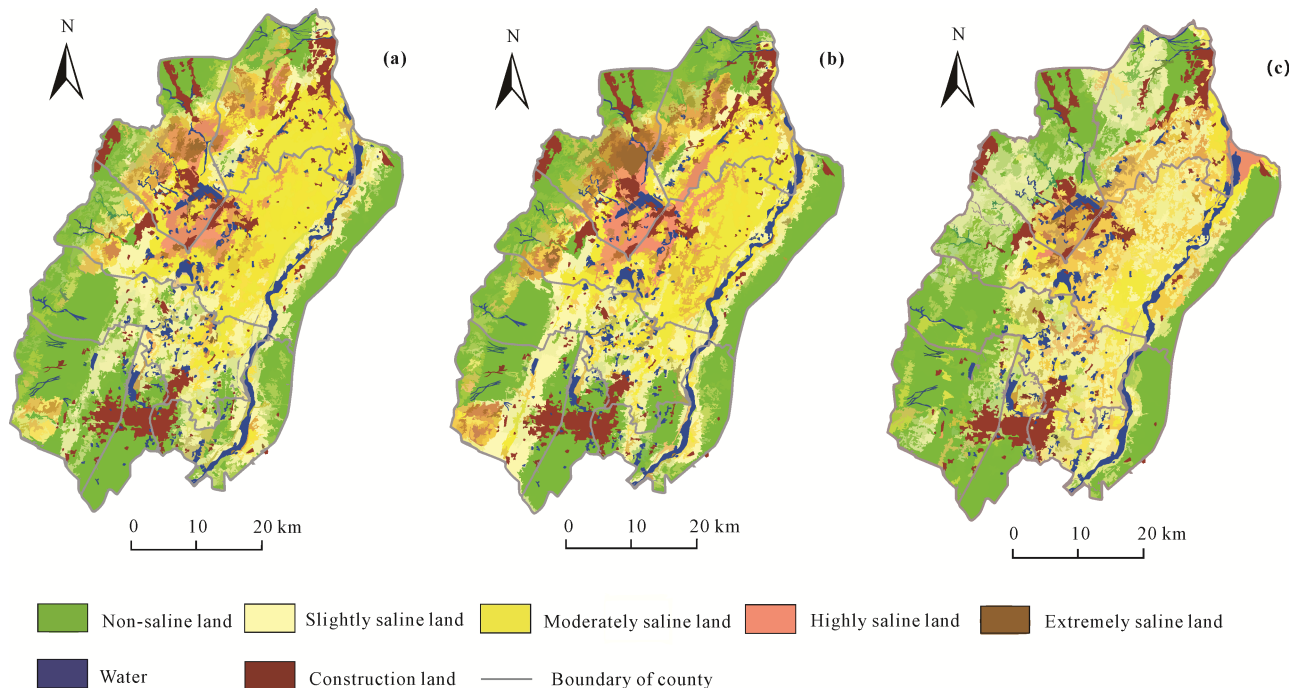 N
(a)
N
(b)
N
(c)
0 10 20 km
0 10 20 km
0 10 20 km
Non-saline land Slightly saline land Moderately saline land Highly saline land Extremely saline land
Water Construction land Boundary of county